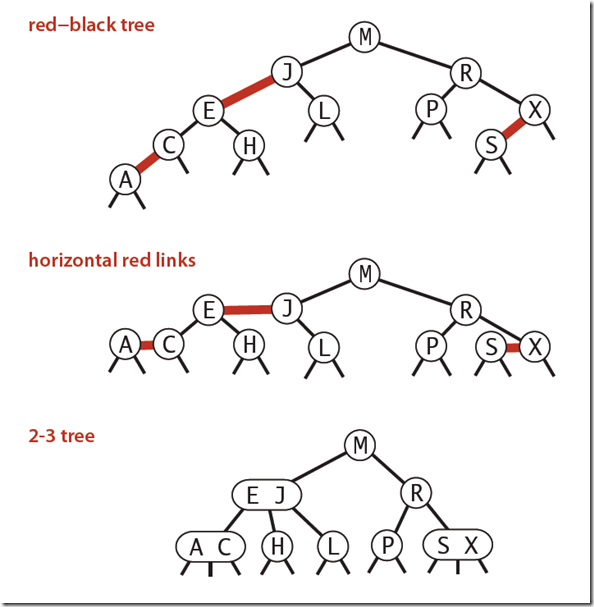 red–black tree
M
J R
E L P X
C H S
A
horizontal red links
M
E J R
A C H L P S X
2-3 tree
M
E J R
A C H L P S X